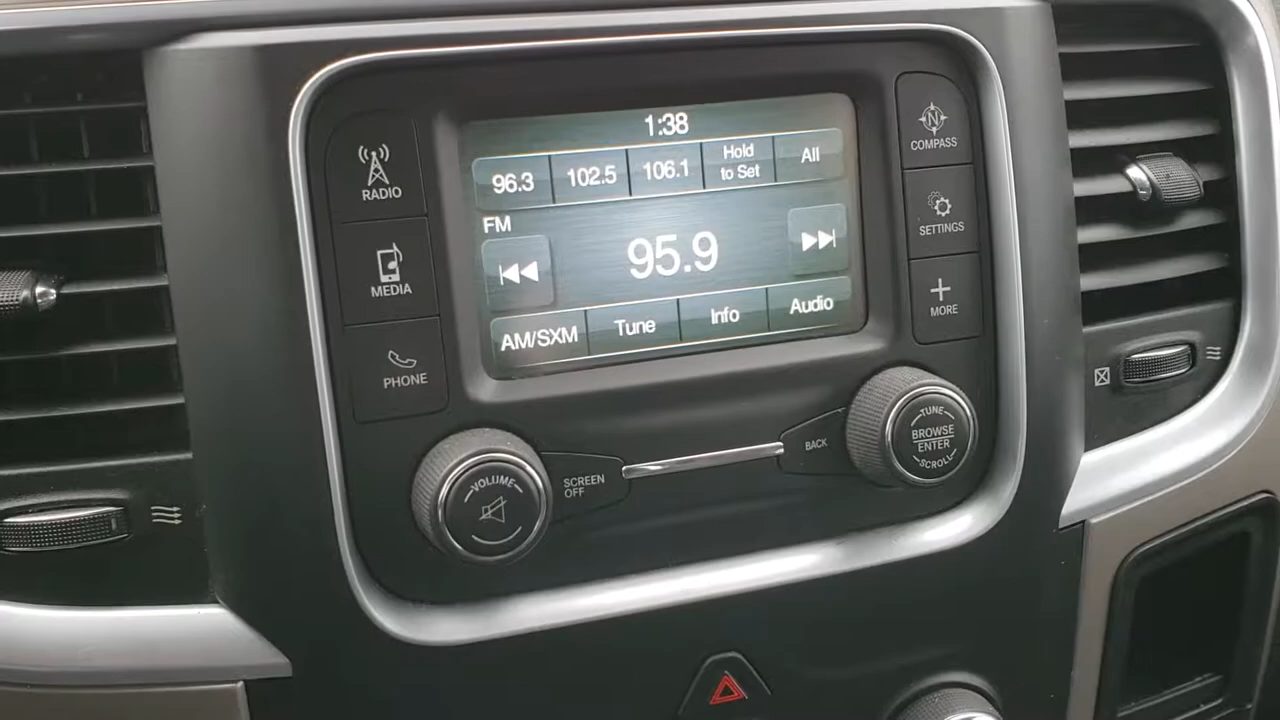 1:38
96.3
102.5
106.1
Hold
to Set
All
FM
95.9
AM/SXM
Tune
Info
Audio
RADIO
MEDIA
PHONE
N
COMPASS
SETTINGS
MORE
VOLUME
SCREEN
OFF
BACK
TUNE
BROWSE
ENTER
SCROLL